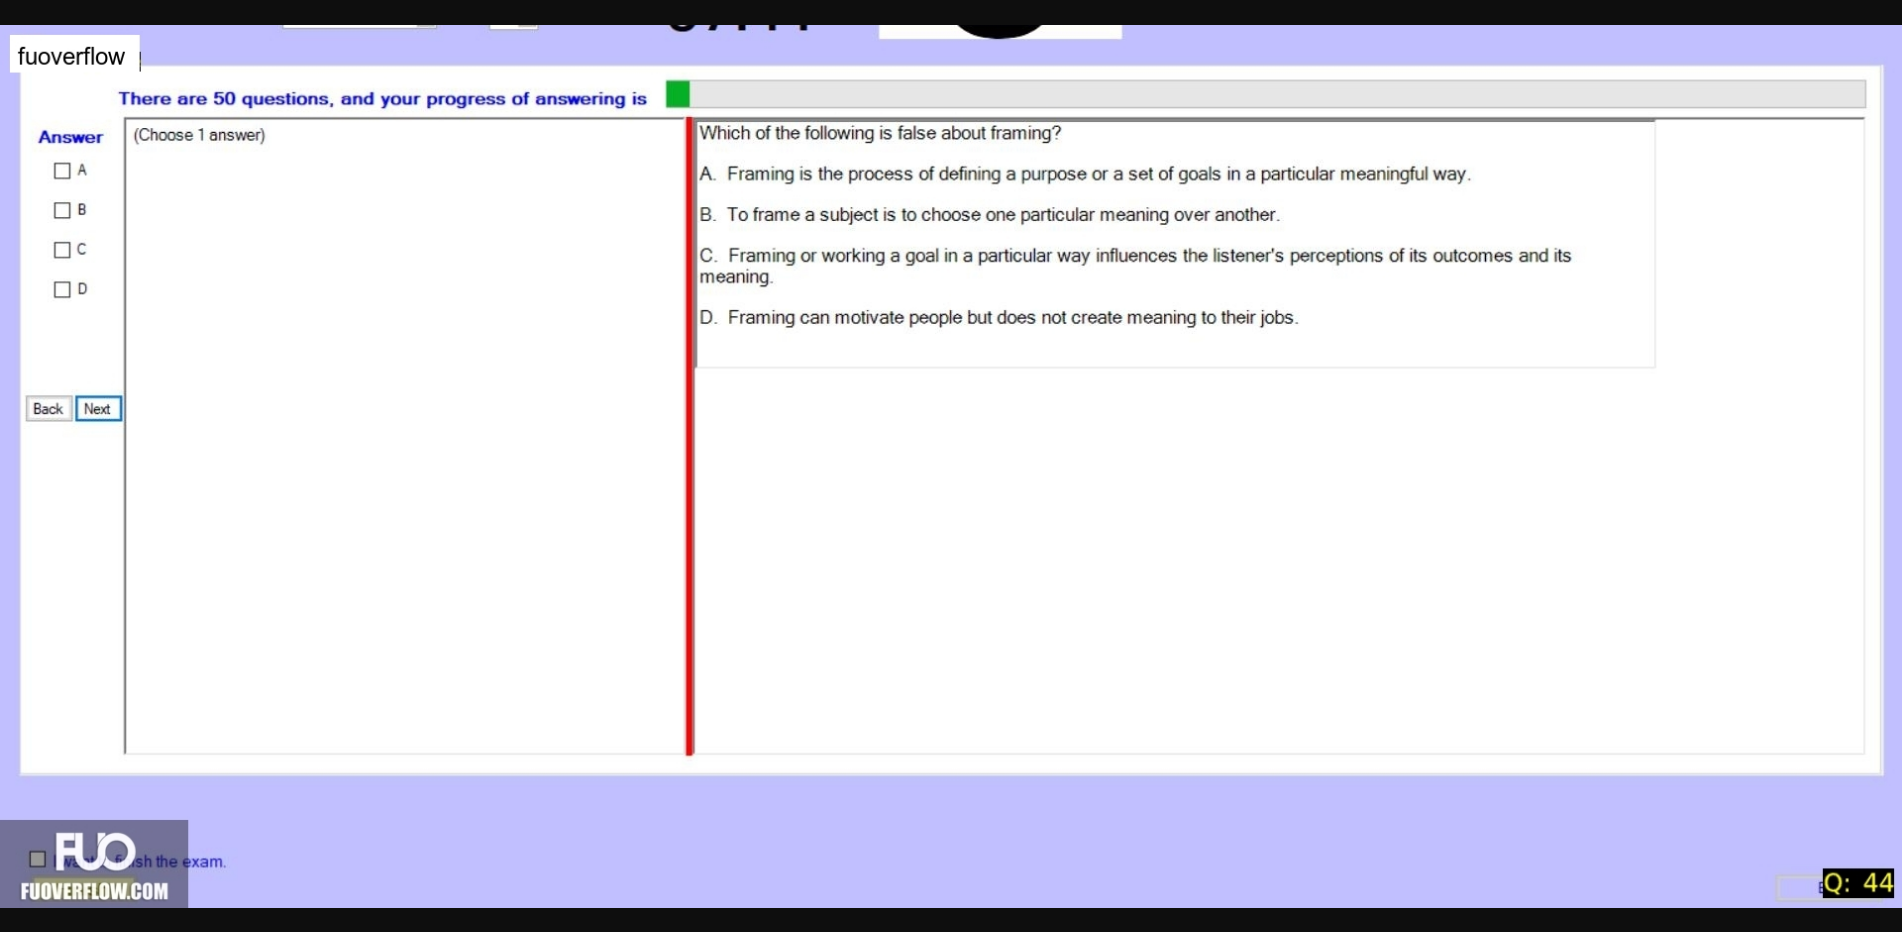 fuoverflow
There are 50 questions, and your progress of answering is
Answer
(Choose 1 answer)
A
B
C
D
Back Next
Which of the following is false about framing?
A. Framing is the process of defining a purpose or a set of goals in a particular meaningful way.
B. To frame a subject is to choose one particular meaning over another.
C. Framing or working a goal in a particular way influences the listener's perceptions of its outcomes and its
meaning.
D. Framing can motivate people but does not create meaning to their jobs.
the exam.
FUO
FUOVERFLOW.COM
Q: 44